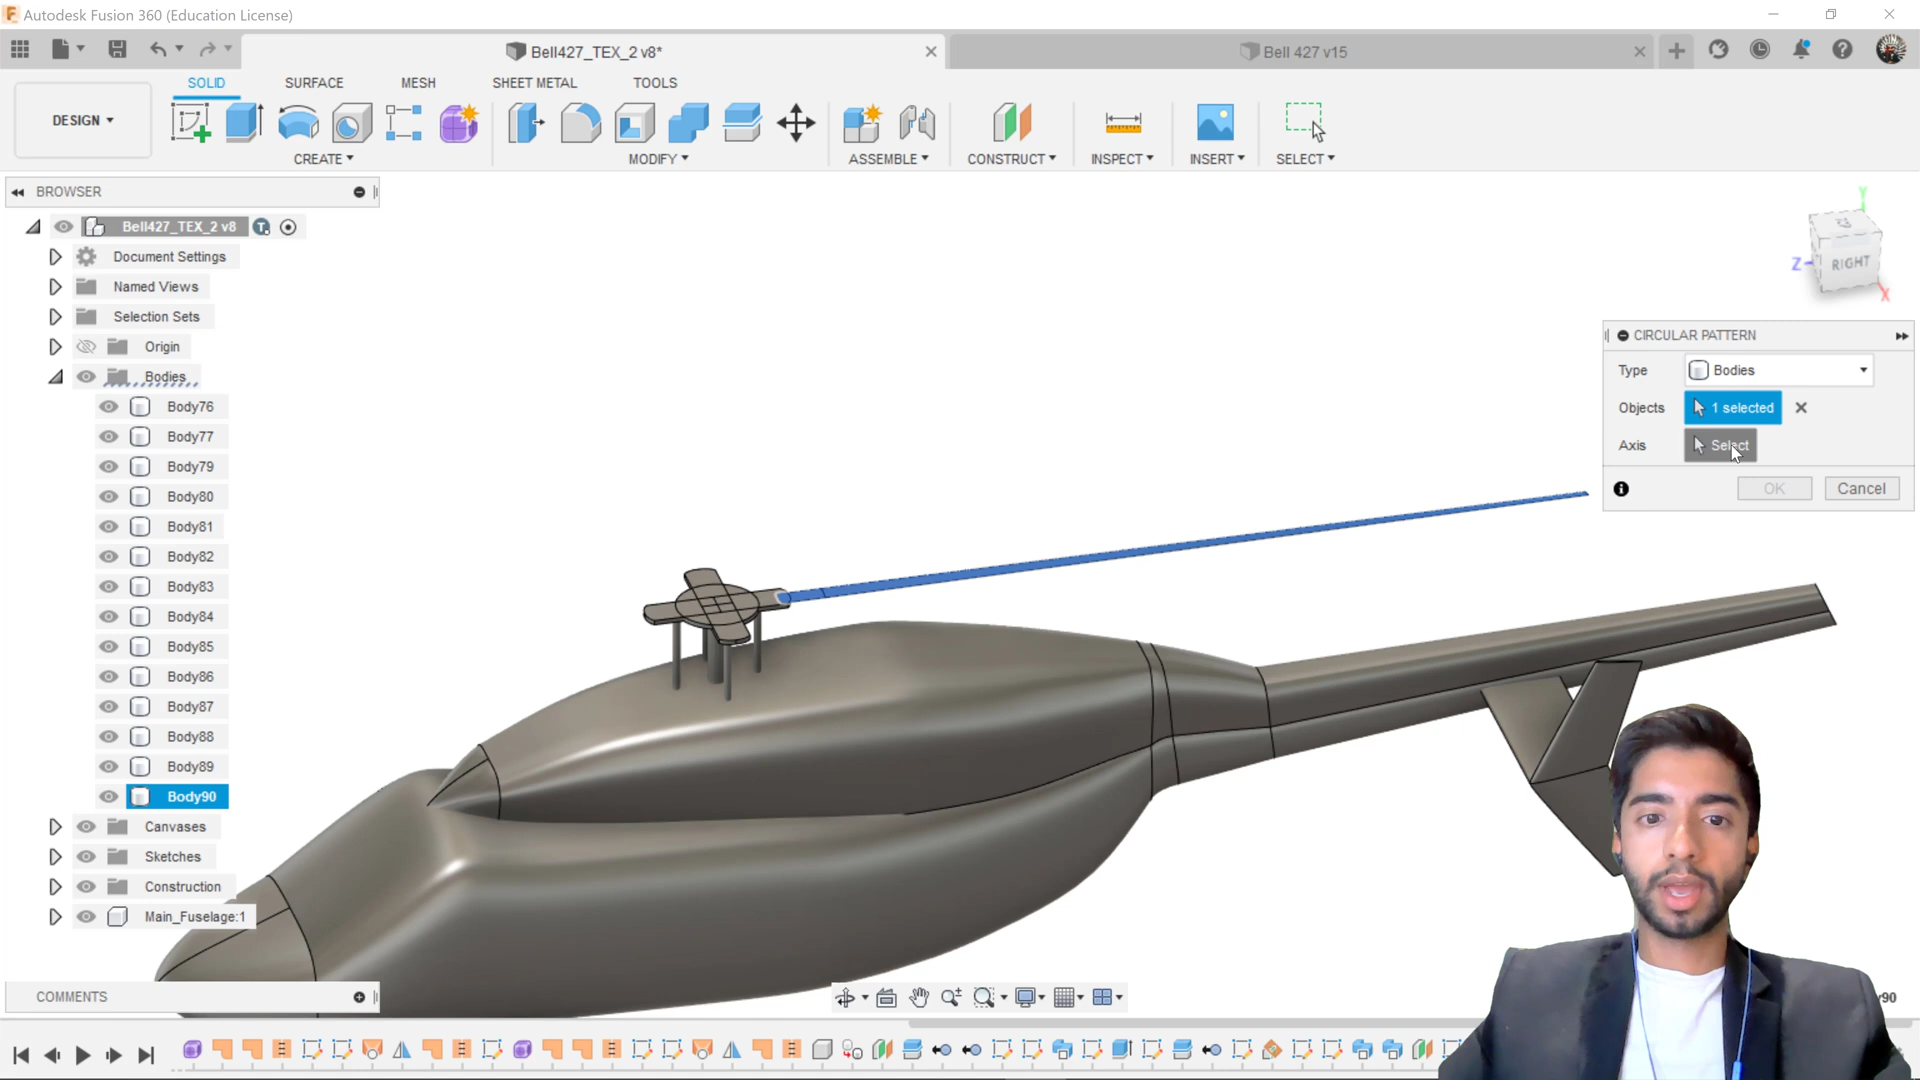 Autodesk Fusion 360 (Education License)
Bell427_TEX_2 v8*
Bell 427 v15
SOLID
SURFACE
MESH
SHEET METAL
TOOLS
DESIGN
CREATE
MODIFY
ASSEMBLE
CONSTRUCT
INSPECT
INSERT
SELECT
BROWSER
Bell427_TEX_2 v8
Document Settings
Named Views
Selection Sets
Origin
Bodies
Body76
Body77
Body79
Body80
Body81
Body82
Body83
Body84
Body85
Body86
Body87
Body88
Body89
Body90
Canvases
Sketches
Construction
Main_Fuselage:1
COMMENTS
Y
Z
RIGHT
X
CIRCULAR PATTERN
Type
Bodies
Objects
1 selected
Axis
Select
OK
Cancel